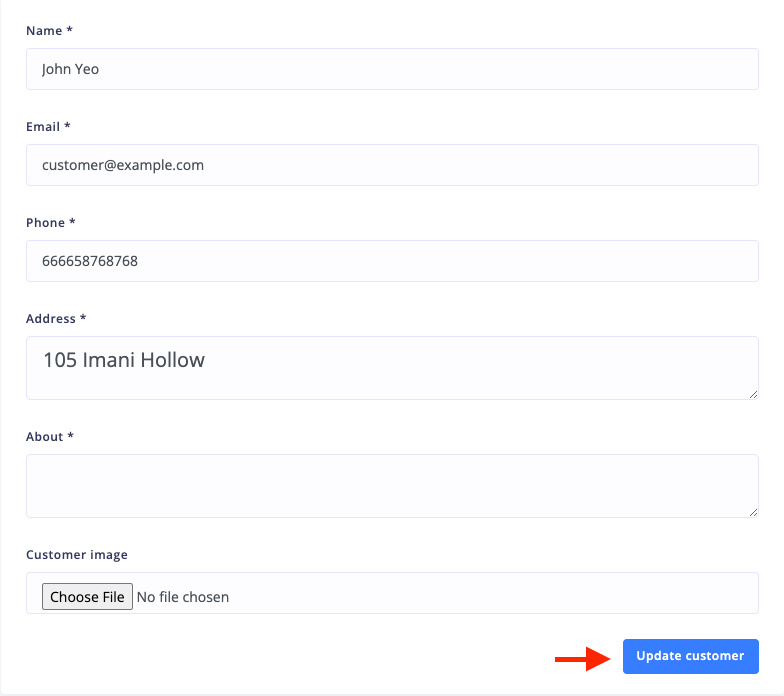 Name *
John Yeo
Email *
customer@example.com
Phone *
666658768768
Address *
105 Imani Hollow
About *
Customer image
Choose File No file chosen
Update customer